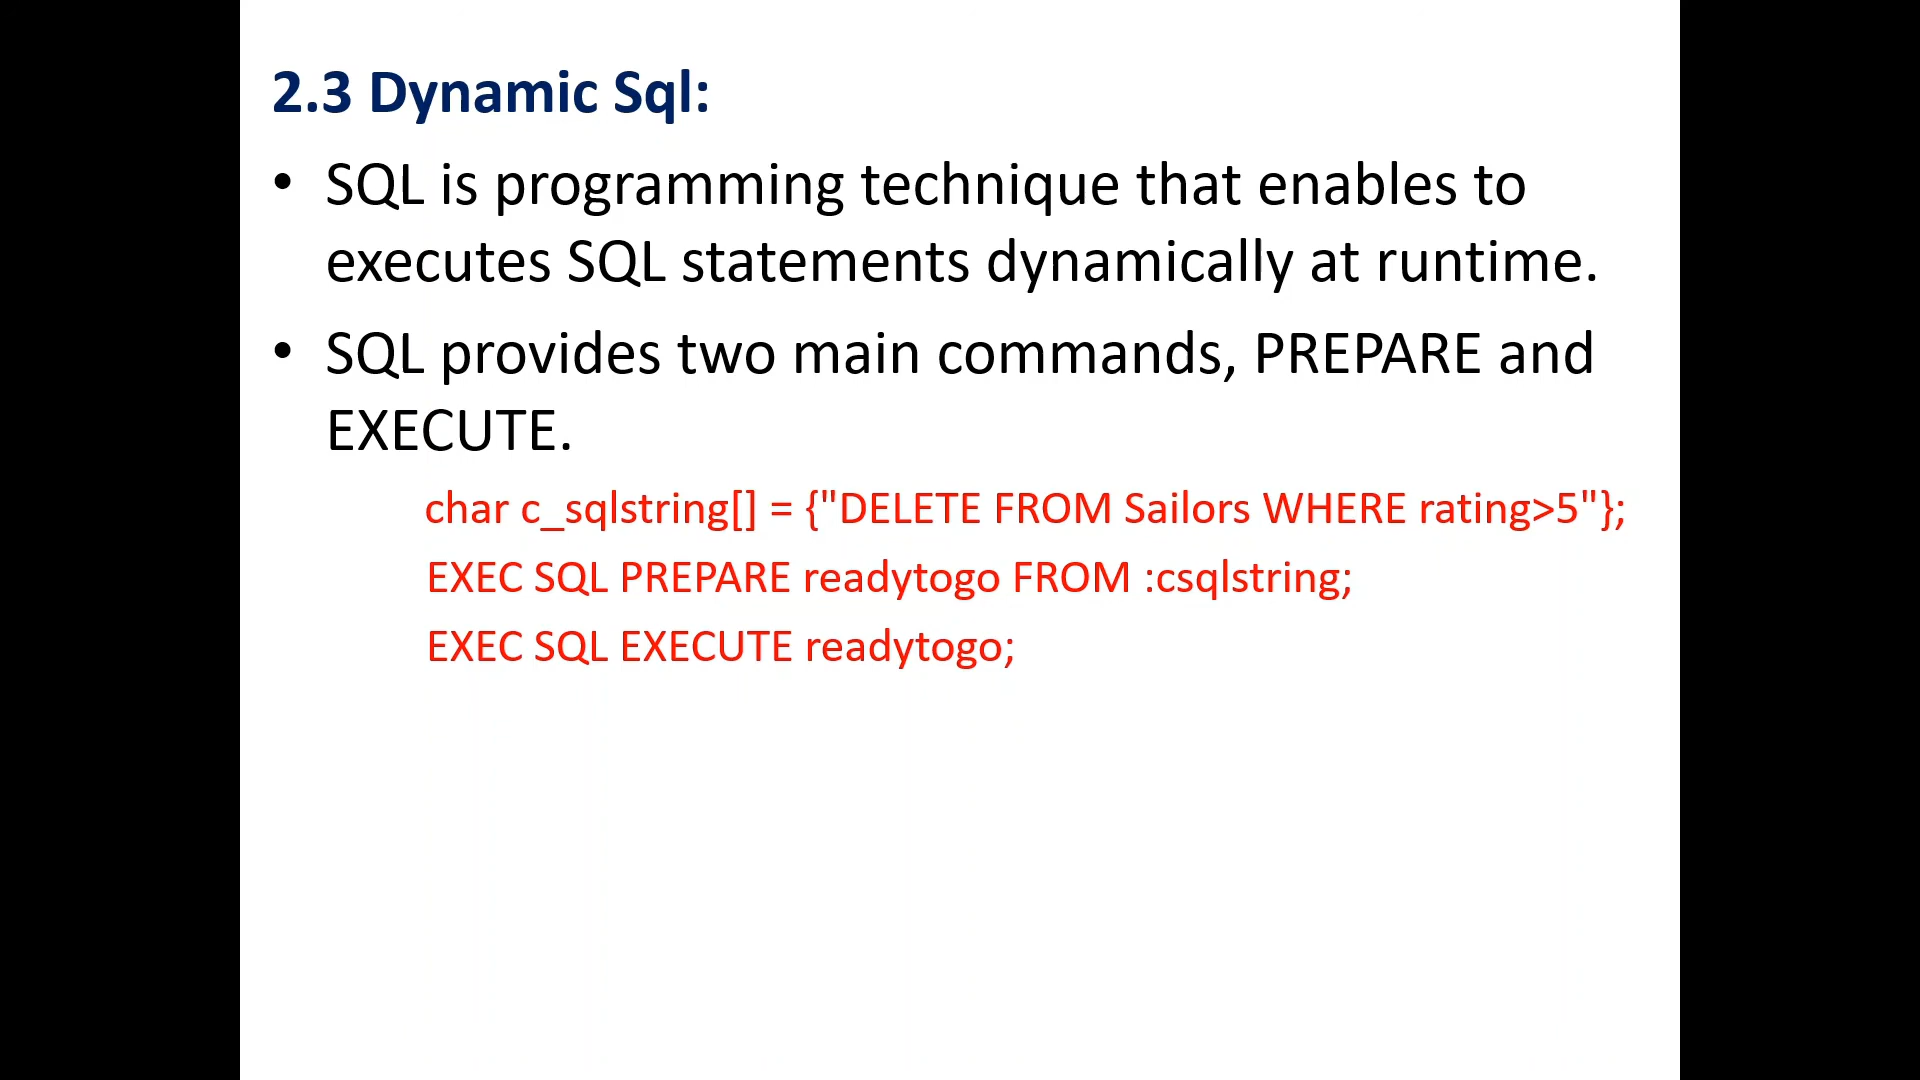 2.3 Dynamic Sql:
• SQL is programming technique that enables to
executes SQL statements dynamically at runtime.
• SQL provides two main commands, PREPARE and
EXECUTE.
char c_sqlstring[] = {"DELETE FROM Sailors WHERE rating>5"};
EXEC SQL PREPARE readytogo FROM :csqlstring;
EXEC SQL EXECUTE readytogo;